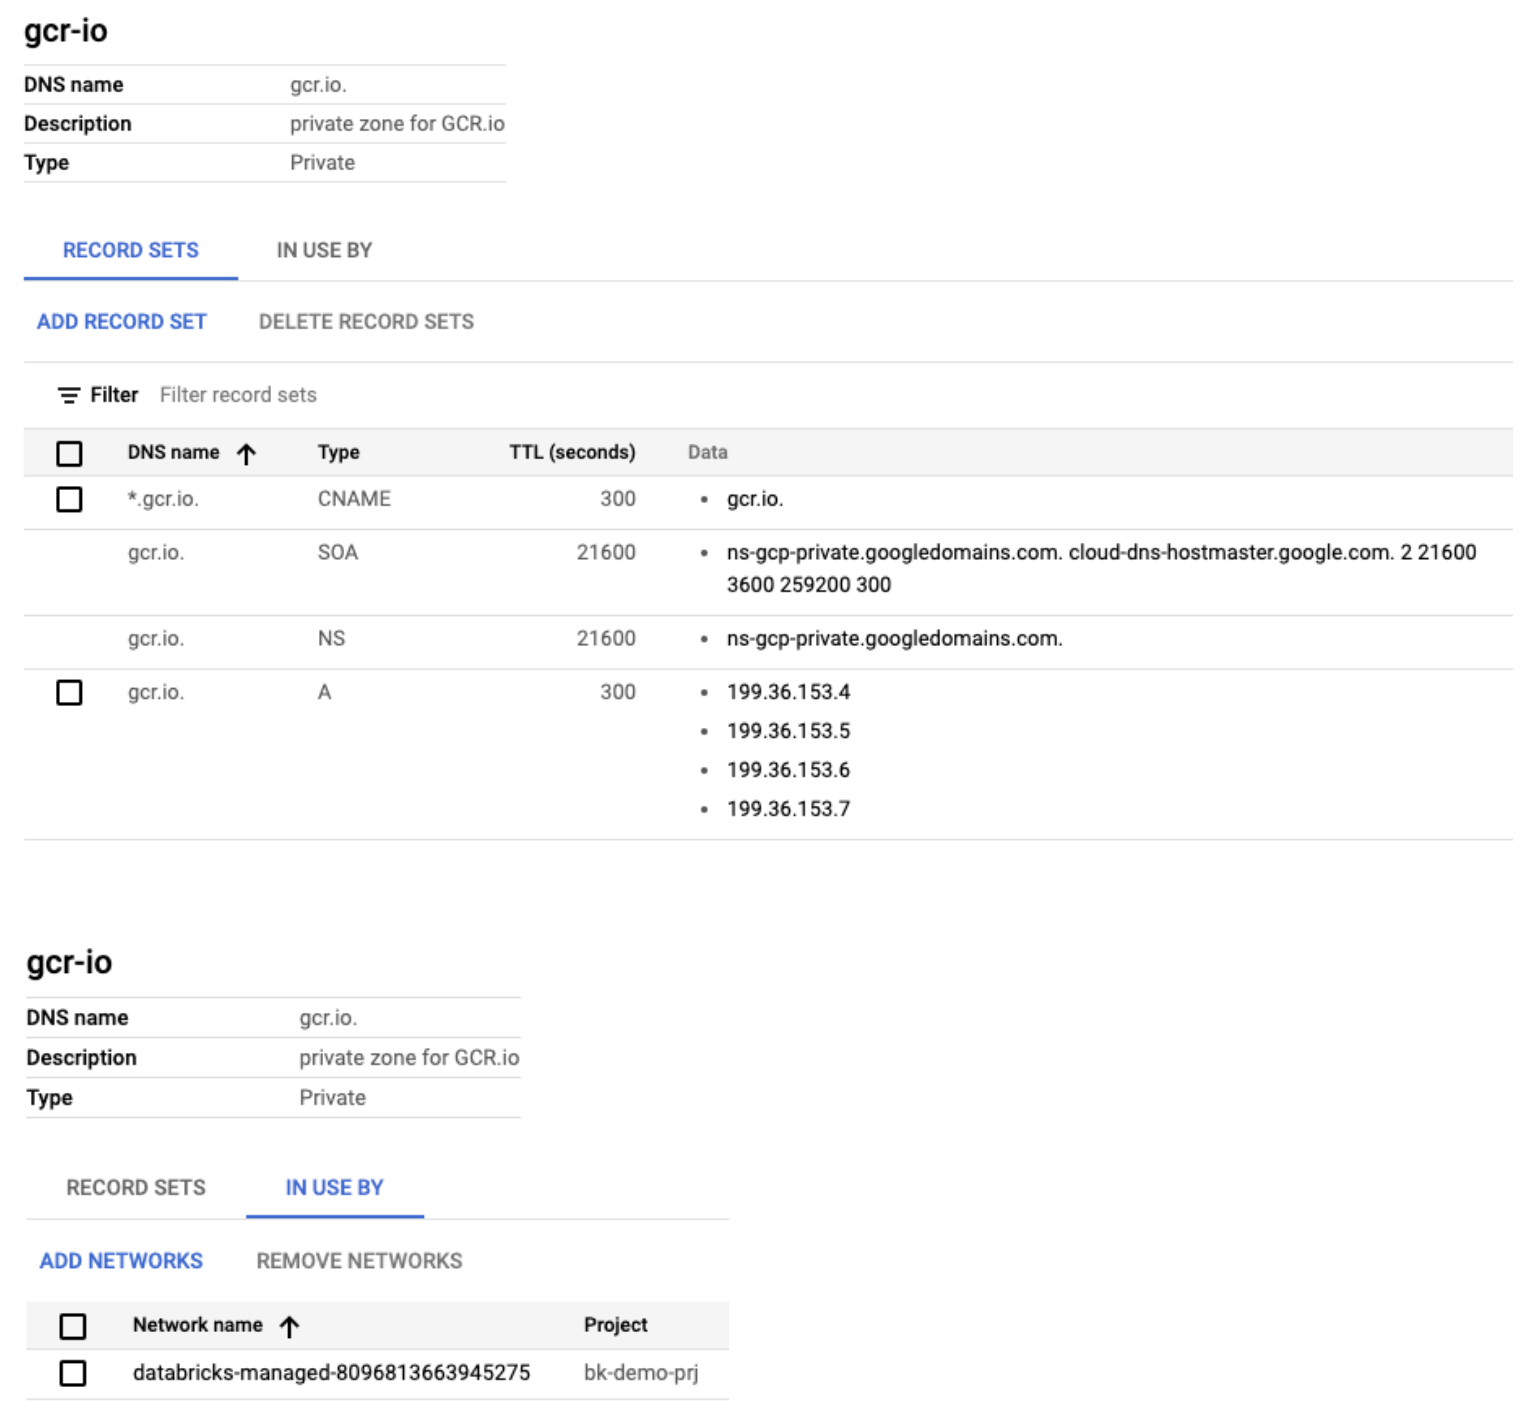 gcr-io
DNS name gcr.io.
Description private zone for GCR.io
Type Private
RECORD SETS IN USE BY
ADD RECORD SET DELETE RECORD SETS
Filter Filter record sets
DNS name Type TTL (seconds) Data
*.gcr.io. CNAME 300 • gcr.io.
gcr.io. SOA 21600 • ns-gcp-private.googledomains.com. cloud-dns-hostmaster.google.com. 2 21600
3600 259200 300
gcr.io. NS 21600 • ns-gcp-private.googledomains.com.
gcr.io. A 300 • 199.36.153.4
• 199.36.153.5
• 199.36.153.6
• 199.36.153.7
gcr-io
DNS name gcr.io.
Description private zone for GCR.io
Type Private
RECORD SETS IN USE BY
ADD NETWORKS REMOVE NETWORKS
Network name Project
databricks-managed-8096813663945275 bk-demo-prj